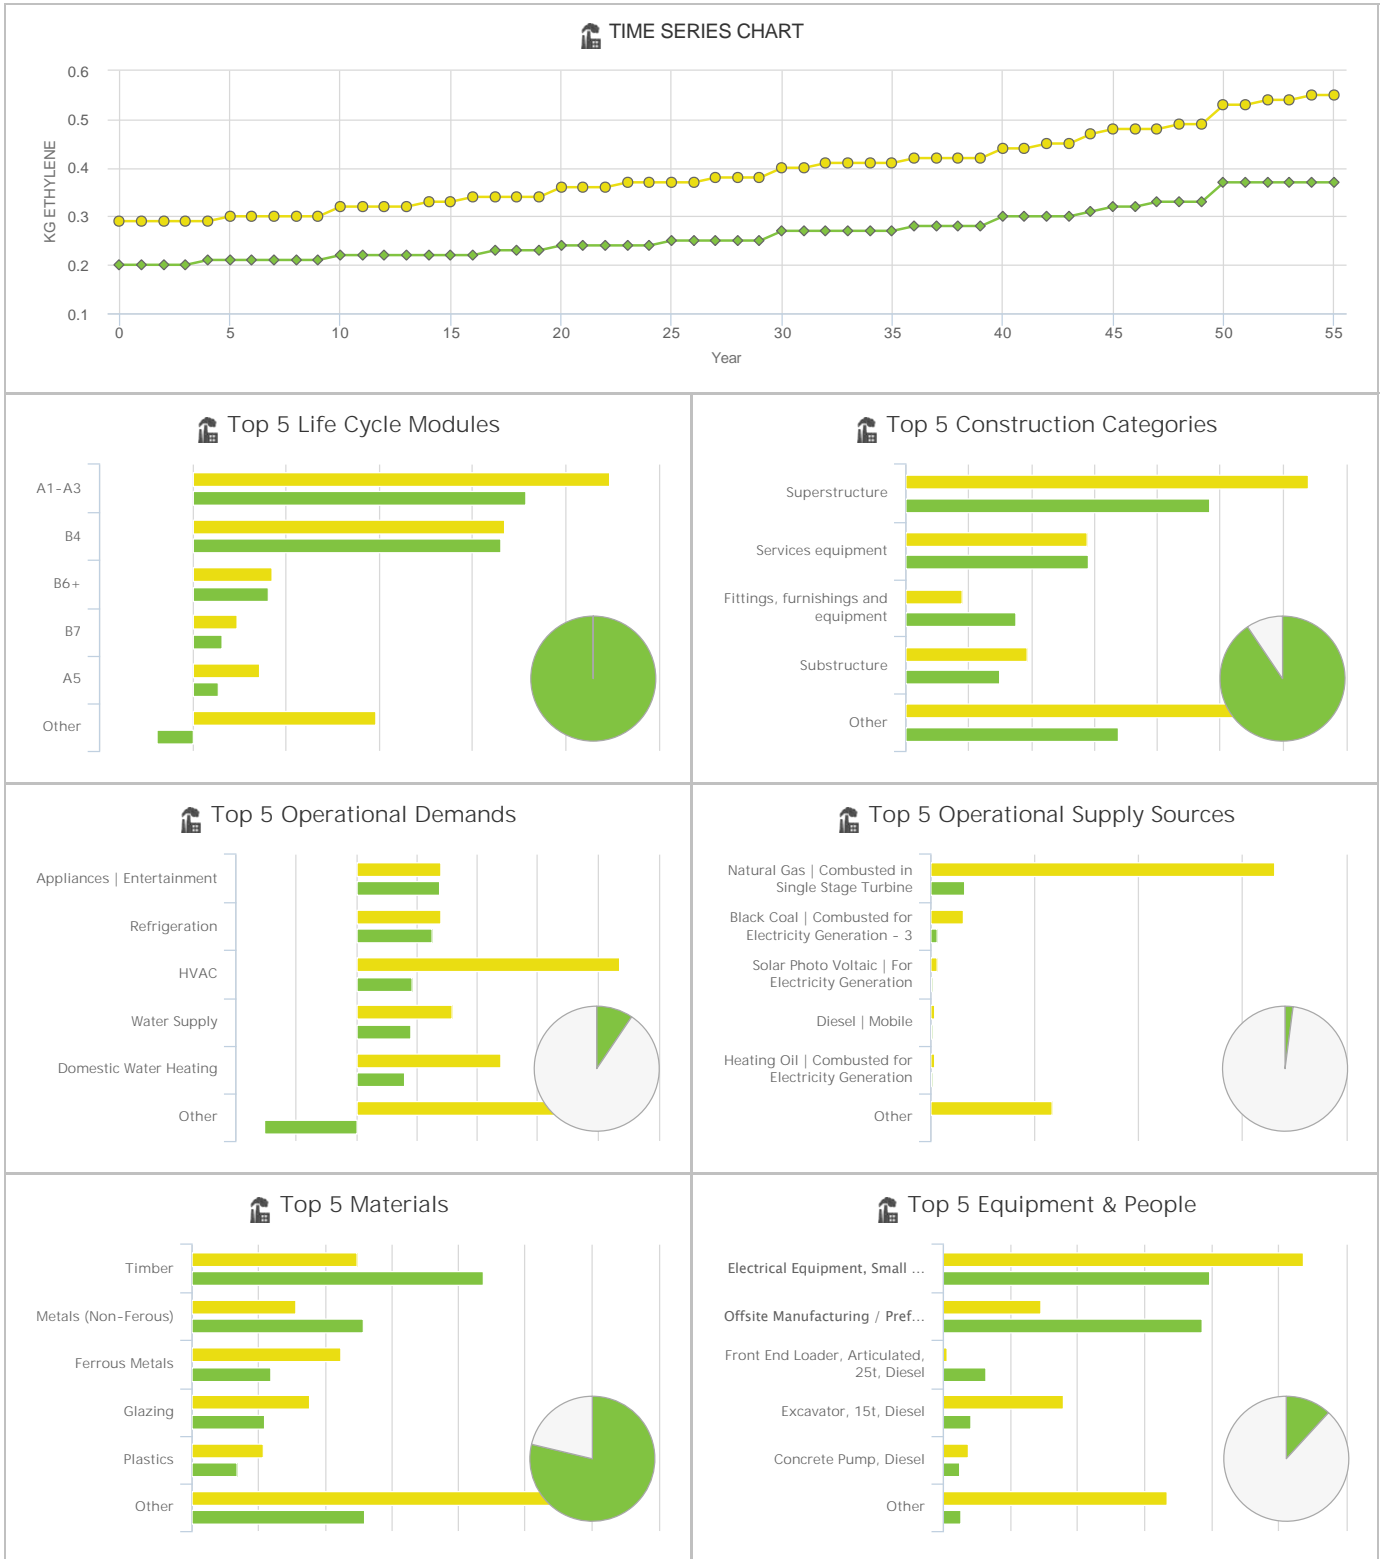 TIME SERIES CHART
KG ETHYLENE
0.6
0.5
0.4
0.3
0.2
0.1
0 5 10 15 20 25 30 35 40 45 50 55
Year
Top 5 Life Cycle Modules
A1-A3
B4
B6+
B7
A5
Other
Top 5 Construction Categories
Superstructure
Services equipment
Fittings, furnishings and
equipment
Substructure
Other
Top 5 Operational Demands
Appliances | Entertainment
Refrigeration
HVAC
Water Supply
Domestic Water Heating
Other
Top 5 Operational Supply Sources
Natural Gas | Combusted in
Single Stage Turbine
Black Coal | Combusted for
Electricity Generation - 3
Solar Photo Voltaic | For
Electricity Generation
Diesel | Mobile
Heating Oil | Combusted for
Electricity Generation
Other
Top 5 Materials
Timber
Metals (Non-Ferous)
Ferrous Metals
Glazing
Plastics
Other
Top 5 Equipment & People
Electrical Equipment, Small ...
Offsite Manufacturing / Pref...
Front End Loader, Articulated,
25t, Diesel
Excavator, 15t, Diesel
Concrete Pump, Diesel
Other